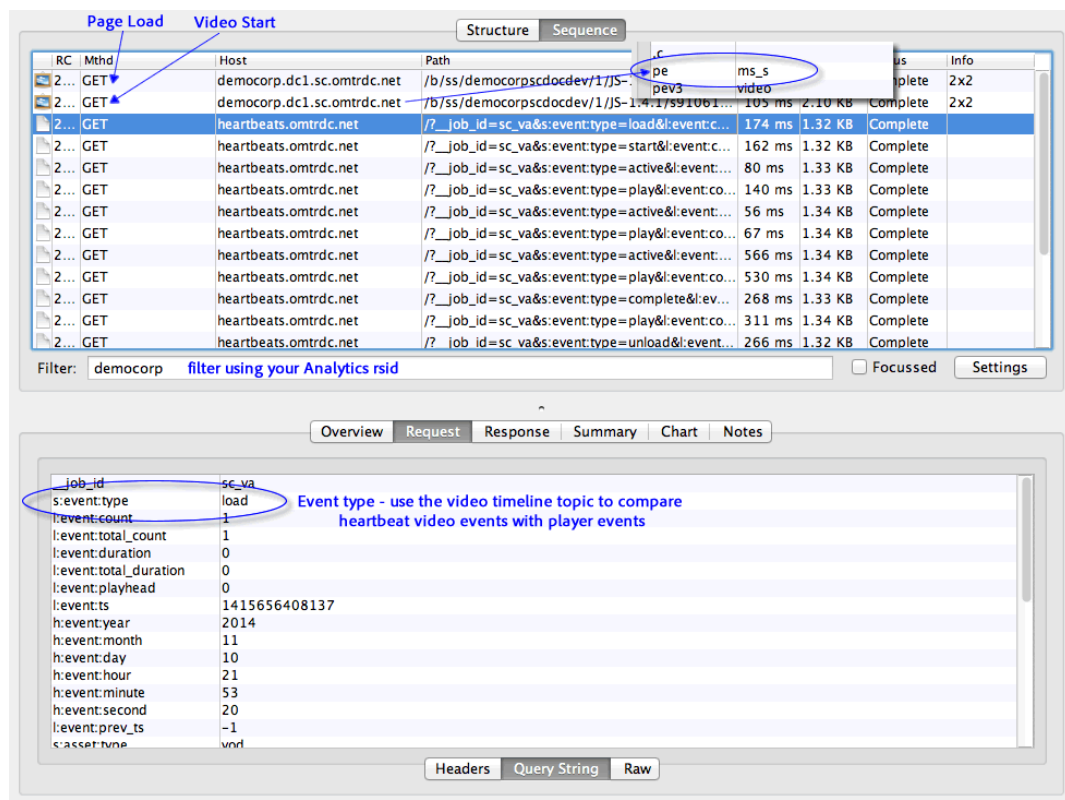 Page Load Video Start
Structure Sequence
RC Mthd Host Path us Info
2... GET democorp.dc1.sc.omtrdc.net /b/ss/democorpscdocdev/1/JS- mplete 2x2
pe ms_s
pev3 video
2... GET democorp.dc1.sc.omtrdc.net /b/ss/democorpscdocdev/1/JS-1.4.1/s91061... 105 ms 2.10 KB Complete 2x2
2... GET heartbeats.omtrdc.net /?__job_id=sc_va&s:event:type=load&l:event:c... 174 ms 1.32 KB Complete
2... GET heartbeats.omtrdc.net /?__job_id=sc_va&s:event:type=start&l:event:c... 162 ms 1.32 KB Complete
2... GET heartbeats.omtrdc.net /?__job_id=sc_va&s:event:type=active&l:event:... 80 ms 1.33 KB Complete
2... GET heartbeats.omtrdc.net /?__job_id=sc_va&s:event:type=play&l:event:co... 140 ms 1.33 KB Complete
2... GET heartbeats.omtrdc.net /?__job_id=sc_va&s:event:type=active&l:event:... 56 ms 1.34 KB Complete
2... GET heartbeats.omtrdc.net /?__job_id=sc_va&s:event:type=play&l:event:co... 67 ms 1.34 KB Complete
2... GET heartbeats.omtrdc.net /?__job_id=sc_va&s:event:type=active&l:event:... 566 ms 1.34 KB Complete
2... GET heartbeats.omtrdc.net /?__job_id=sc_va&s:event:type=play&l:event:co... 530 ms 1.34 KB Complete
2... GET heartbeats.omtrdc.net /?__job_id=sc_va&s:event:type=complete&l:ev... 268 ms 1.33 KB Complete
2... GET heartbeats.omtrdc.net /?__job_id=sc_va&s:event:type=play&l:event:co... 311 ms 1.34 KB Complete
2... GET heartbeats.omtrdc.net /?__job_id=sc_va&s:event:type=unload&l:event... 266 ms 1.32 KB Complete
Filter: democorp filter using your Analytics rsid Focussed Settings
Overview Request Response Summary Chart Notes
__job_id sc_va
s:event:type load
Event type - use the video timeline topic to compare
heartbeat video events with player events
l:event:count 1
l:event:total_count 1
l:event:duration 0
l:event:total_duration 0
l:event:playhead 0
l:event:ts 1415656408137
h:event:year 2014
h:event:month 11
h:event:day 10
h:event:hour 21
h:event:minute 53
h:event:second 20
l:event:prev_ts -1
s:asset:type vod
Headers Query String Raw